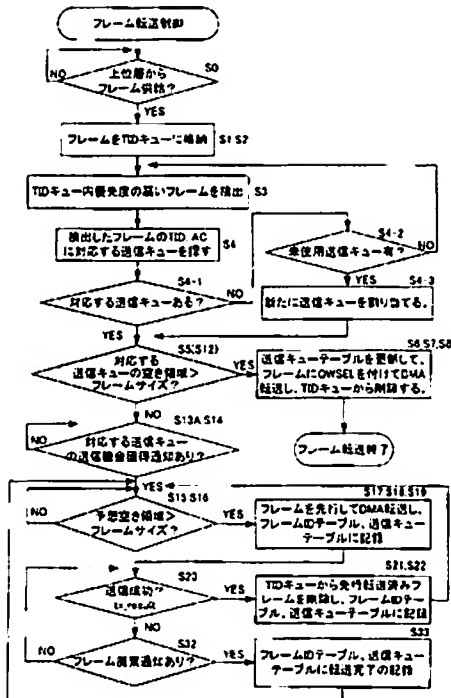 フレーム転送制御
上位層から
フレーム供給?
S0
NO
YES
フレームをTIDキューに格納
S1,S2
TIDキュー内優先度の高いフレームを検出
S3
検出したフレームのTID,AC
に対応する送信キューを探す
S4
S4-1
対応する送信キューある?
NO
YES
S4-2
未使用送信キュー有?
NO
YES
S4-3
新たに送信キューを割り当てる。
S5(S12)
対応する
送信キューの空き領域>
フレームサイズ?
YES
NO
S6,S7,S8
送信キューテーブルを更新して、
フレームにOWSELを付けてDMA
転送し、TIDキューから削除する。
フレーム転送終了
S13A,S14
対応する送信キュー
の送信機会獲得通知あり?
NO
YES
S15,S16
予想空き領域>
フレームサイズ?
NO
YES
S17,S18,S19
フレームを先行してDMA転送し、
フレームIDのテーブル、送信キュー
テーブルに記録
S23
送信成功?
tx_result
YES
NO
S21,S22
TIDキューから先行転送済み
フレームを削除し、フレームIDのテー
ブル、送信キューテーブルに記録
S32
フレーム廃棄通知あり?
NO
YES
S33
フレームIDのテーブル、送信キュー
テーブルに転送完了の記録